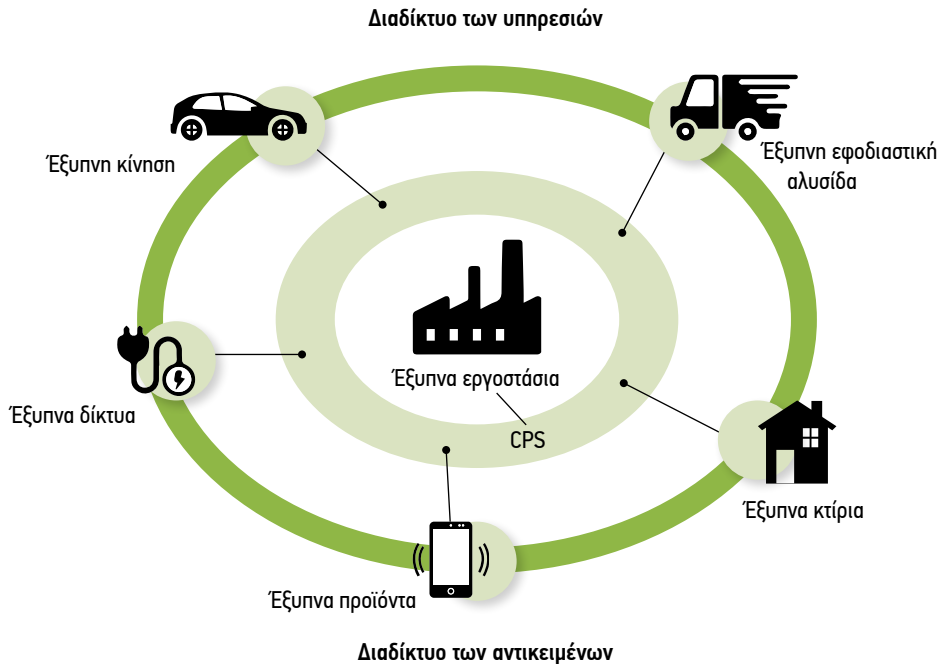 Διαδίκτυο των υπηρεσιών
Έξυπνη κίνηση
Έξυπνη εφοδιαστική
αλυσίδα
Έξυπνα εργοστάσια
CPS
Έξυπνα δίκτυα
Έξυπνα κτίρια
Έξυπνα προϊόντα
Διαδίκτυο των αντικειμένων